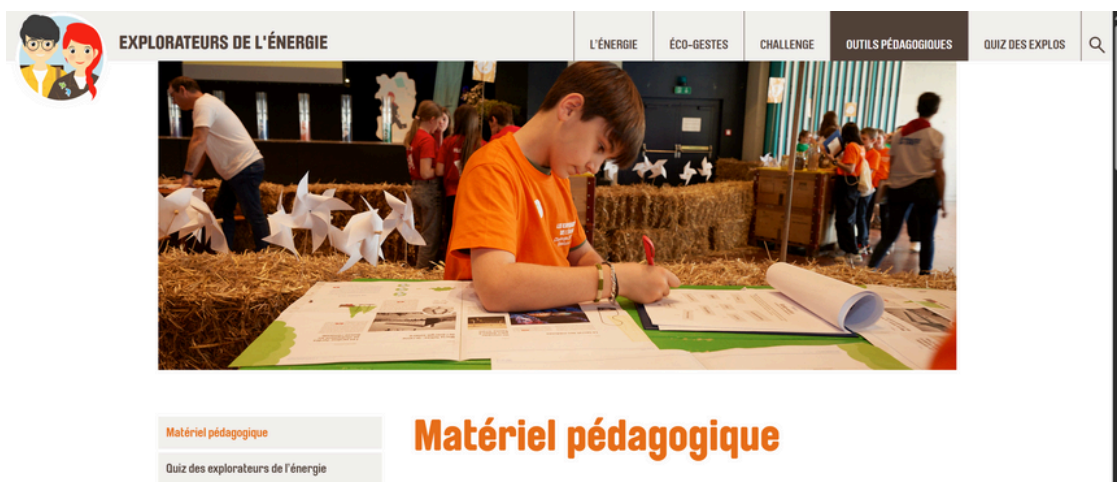 EXPLORATEURS DE L'ÉNERGIE
L'ÉNERGIE
ÉCO-GESTES
CHALLENGE
OUTILS PÉDAGOGIQUES
QUIZ DES EXPLOS
Matériel pédagogique
Quiz des explorateurs de l'énergie
Matériel pédagogique